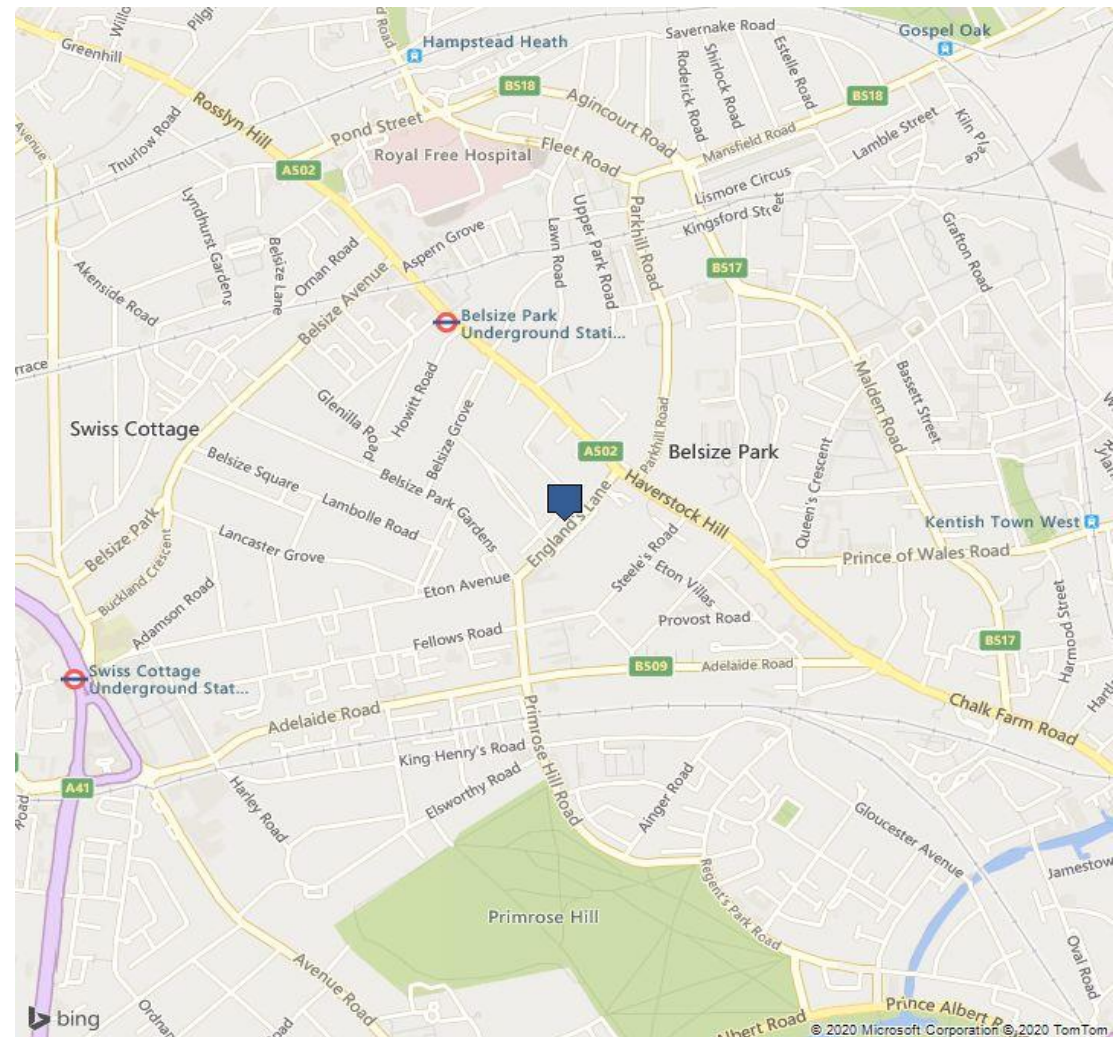 Greenhill
Hampstead Heath
Savernake Road
Gospel Oak
Rosslyn Hill
Avenue
Thurlow Road
Pond Street
B518
Agincourt Road
Roderick Road
Shirlock Road
Estelle Road
B518
Mansfield Road
Lamble Street
Kiln Place
Royal Free Hospital
Fleet Road
A502
Lismore Circus
Kingsford Street
Lyndhurst Gardens
Belsize Lane
Oman Road
Aspern Grove
Lawn Road
Upper Park Road
Parkhill Road
Grafton Road
B517
Akenside Road
Belsize Avenue
Belsize Park
Underground Stati...
Malden Road
Bassett Street
Glenilla Road
Howitt Road
Belsize Grove
Swiss Cottage
Parkhill Road
A502
Belsize Park
Belsize Square
Belsize Park Gardens
Lambolle Road
Haverstock Hill
Queen's Crescent
England's Lane
Lancaster Grove
Kentish Town West
Prince of Wales Road
Belsize Park
Buckland Crescent
Adamson Road
Eton Avenue
Steele's Road
Eton Villas
Fellows Road
Provost Road
B517
Harmood Street
B509
Adelaide Road
Swiss Cottage
Underground Stat...
Adelaide Road
Primrose Hill Road
Chalk Farm Road
King Henry's Road
A41
Harley Road
Elsworthy Road
Ainger Road
Gloucester Avenue
Jamestow
Regent's Park Road
Primrose Hill
Oval Road
Avenue Road
Ordna
Prince Albert R
Albert Road
bing
© 2020 Microsoft Corporation © 2020 TomTom